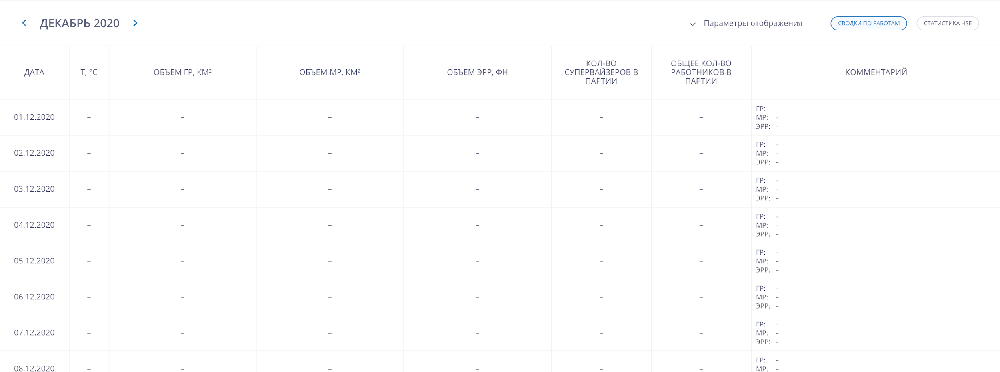 ДЕКАБРЬ 2020
Параметры отображения
СВОДКИ ПО РАБОТАМ
СТАТИСТИКА HSE
ДАТА
Т, °С
ОБЪЕМ ГР, КМ²
ОБЪЕМ МР, КМ²
ОБЪЕМ ЭРР, ФН
КОЛ-ВО
СУПЕРВАЙЗЕРОВ В
ПАРТИИ
ОБЩЕЕ КОЛ-ВО
РАБОТНИКОВ В
ПАРТИИ
КОММЕНТАРИЙ
01.12.2020 – – – – – –
ГР: –
МР: –
ЭРР: –
02.12.2020 – – – – – –
ГР: –
МР: –
ЭРР: –
03.12.2020 – – – – – –
ГР: –
МР: –
ЭРР: –
04.12.2020 – – – – – –
ГР: –
МР: –
ЭРР: –
05.12.2020 – – – – – –
ГР: –
МР: –
ЭРР: –
06.12.2020 – – – – – –
ГР: –
МР: –
ЭРР: –
07.12.2020 – – – – – –
ГР: –
МР: –
ЭРР: –
08.12.2020 – – – – – –
ГР: –
МР: –